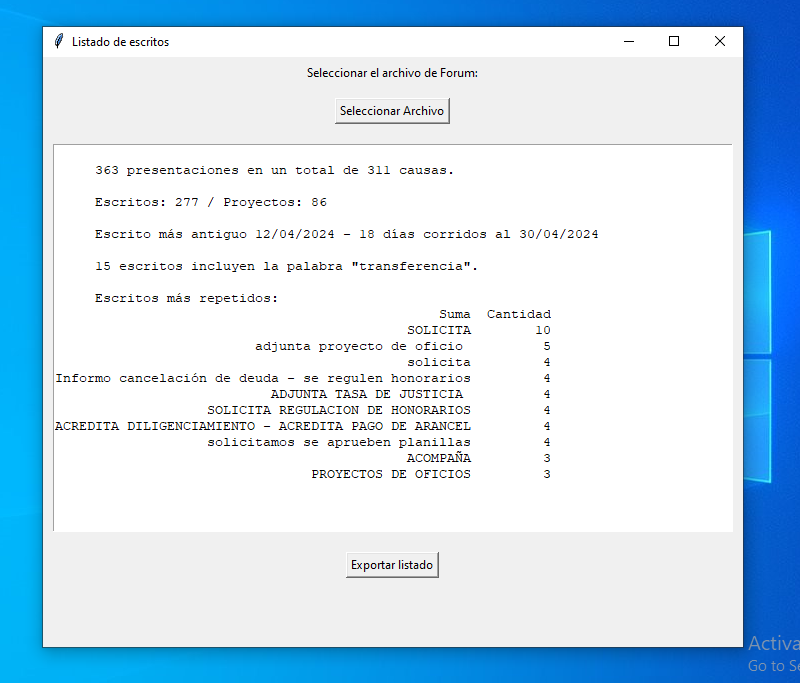 Listado de escritos
Seleccionar el archivo de Forum:
Seleccionar Archivo
363 presentaciones en un total de 311 causas.
Escritos: 277 / Proyectos: 86
Escrito más antiguo 12/04/2024 - 18 días corridos al 30/04/2024
15 escritos incluyen la palabra "transferencia".
Escritos más repetidos:
Suma Cantidad
SOLICITA 10
adjunta proyecto de oficio 5
solicita 4
Informo cancelación de deuda - se regulen honorarios 4
ADJUNTA TASA DE JUSTICIA 4
SOLICITA REGULACION DE HONORARIOS 4
ACREDITA DILIGENCIAMIENTO - ACREDITA PAGO DE ARANCEL 4
solicitamos se aprueben planillas 4
ACOMPAÑA 3
PROYECTOS DE OFICIOS 3
Exportar listado
Activa
Go to Se